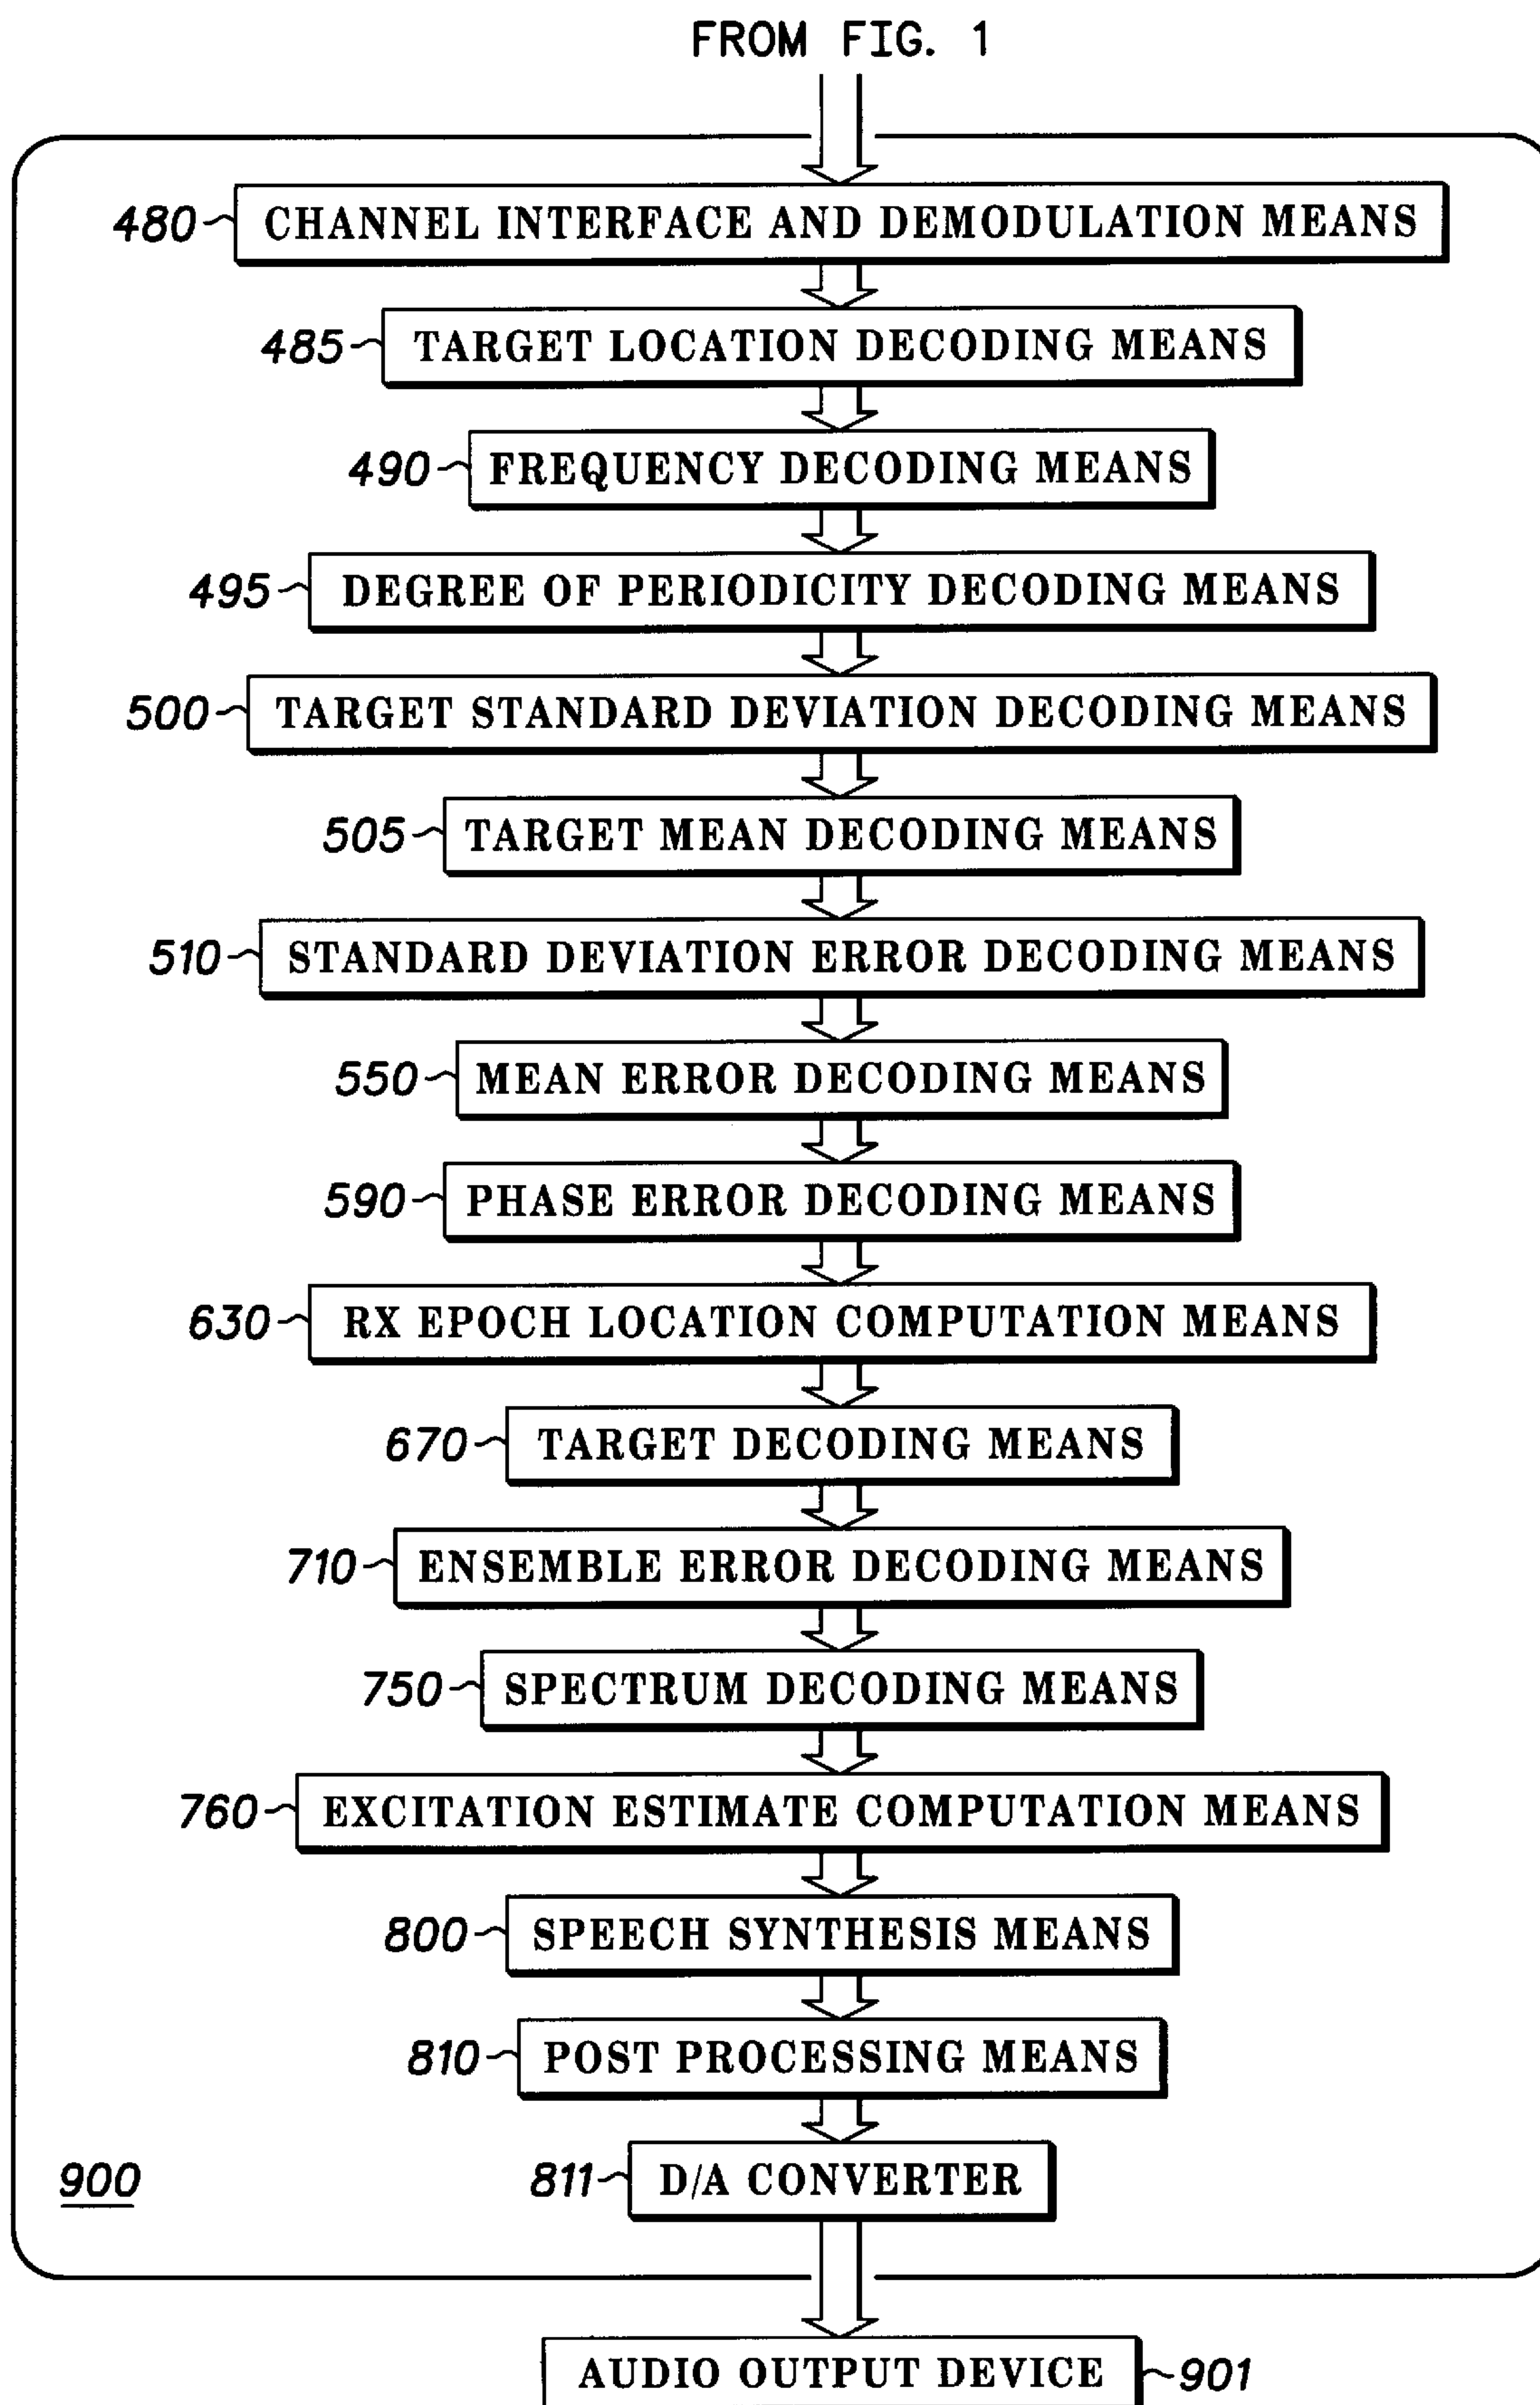 FROM FIG. 1
480 CHANNEL INTERFACE AND DEMODULATION MEANS
485 TARGET LOCATION DECODING MEANS
490 FREQUENCY DECODING MEANS
495 DEGREE OF PERIODICITY DECODING MEANS
500 TARGET STANDARD DEVIATION DECODING MEANS
505 TARGET MEAN DECODING MEANS
510 STANDARD DEVIATION ERROR DECODING MEANS
550 MEAN ERROR DECODING MEANS
590 PHASE ERROR DECODING MEANS
630 RX EPOCH LOCATION COMPUTATION MEANS
670 TARGET DECODING MEANS
710 ENSEMBLE ERROR DECODING MEANS
750 SPECTRUM DECODING MEANS
760 EXCITATION ESTIMATE COMPUTATION MEANS
800 SPEECH SYNTHESIS MEANS
810 POST PROCESSING MEANS
900 811 D/A CONVERTER
AUDIO OUTPUT DEVICE 901